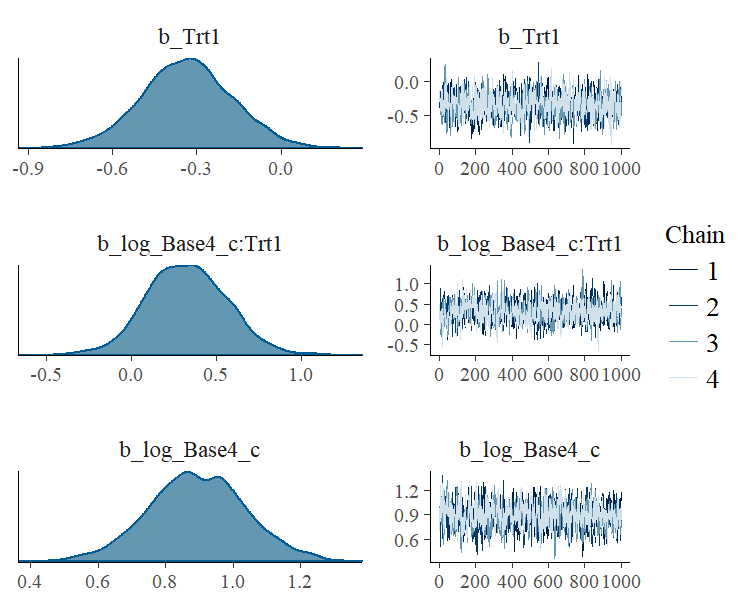 b_Trt1 b_Trt1
0.0
-0.5
-0.9 -0.6 -0.3 0.0 0 200 400 600 800 1000
b_log_Base4_c:Trt1 b_log_Base4_c:Trt1
1.0
0.5
0.0
-0.5
-0.5 0.0 0.5 1.0 0 200 400 600 800 1000
b_log_Base4_c b_log_Base4_c
1.2
0.9
0.6
0.4 0.6 0.8 1.0 1.2 0 200 400 600 800 1000
Chain
1
2
3
4